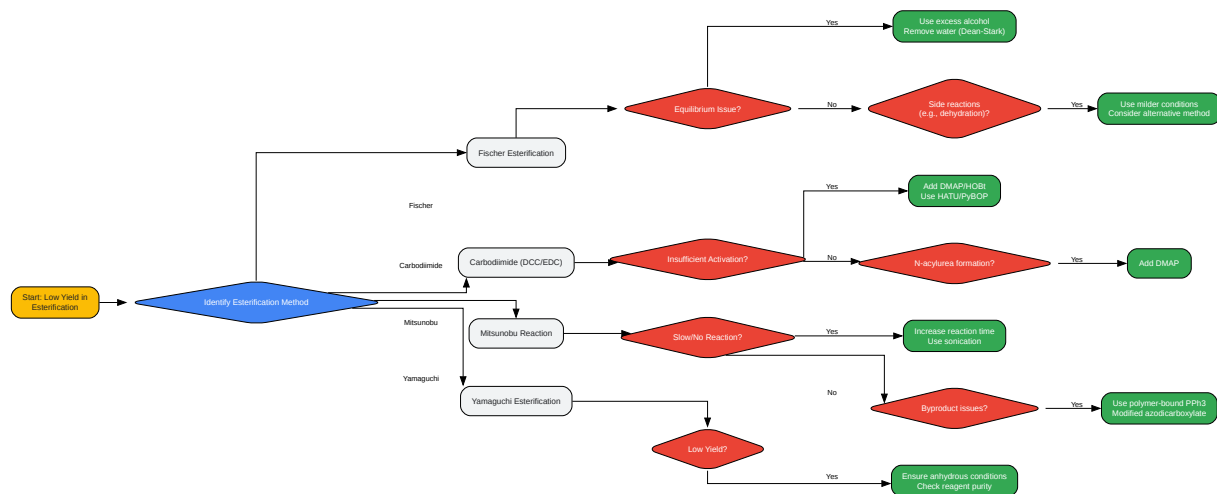 Yes
Use excess alcohol
Remove water (Dean-Stark)
Equilibrium Issue?
No
Side reactions
(e.g., dehydration)?
Yes
Use milder conditions
Consider alternative method
Fischer Esterification
Fischer
Yes
Add DMAP/HOBt
Use HATU/PyBOP
Carbodiimide
Carbodiimide (DCC/EDC)
Insufficient Activation?
No
N-acylurea formation?
Yes
Add DMAP
Start: Low Yield in
Esterification
Identify Esterification Method
Mitsunobu
Mitsunobu Reaction
Slow/No Reaction?
Yes
Increase reaction time
Use sonication
Yamaguchi
Yamaguchi Esterification
No
Byproduct issues?
Yes
Use polymer-bound PPh3
Modified azodicarboxylate
Low Yield?
Yes
Ensure anhydrous conditions
Check reagent purity